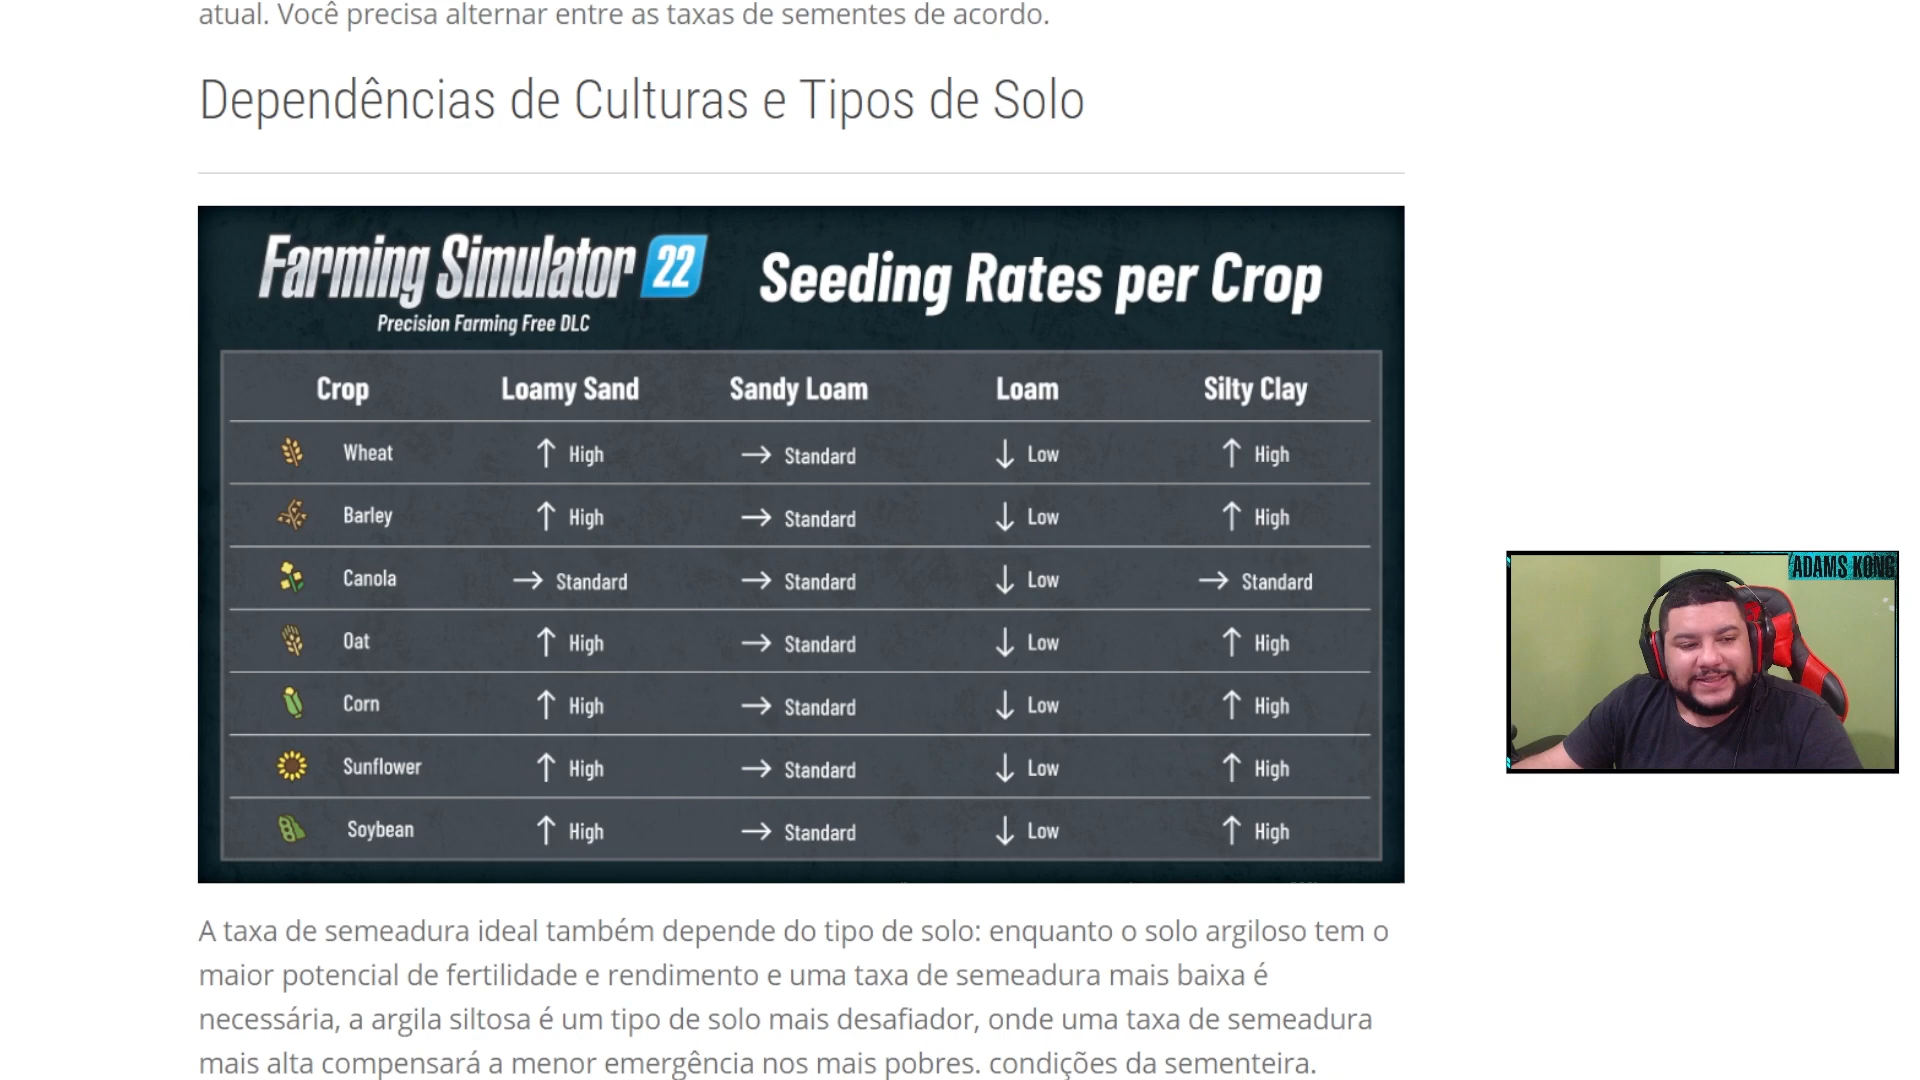 atual. Você precisa alternar entre as taxas de sementes de acordo.
Dependências de Culturas e Tipos de Solo
Farming Simulator 22
Precision Farming Free DLC
Seeding Rates per Crop
Crop Loamy Sand Sandy Loam Loam Silty Clay
Wheat ↑ High → Standard ↓ Low ↑ High
Barley ↑ High → Standard ↓ Low ↑ High
Canola → Standard → Standard ↓ Low → Standard
Oat ↑ High → Standard ↓ Low ↑ High
Corn ↑ High → Standard ↓ Low ↑ High
Sunflower ↑ High → Standard ↓ Low ↑ High
Soybean ↑ High → Standard ↓ Low ↑ High
A taxa de semeadura ideal também depende do tipo de solo: enquanto o solo argiloso tem o
maior potencial de fertilidade e rendimento e uma taxa de semeadura mais baixa é
necessária, a argila siltosa é um tipo de solo mais desafiador, onde uma taxa de semeadura
mais alta compensará a menor emergência nos mais pobres. condições da sementeira.
ADAMS KONG